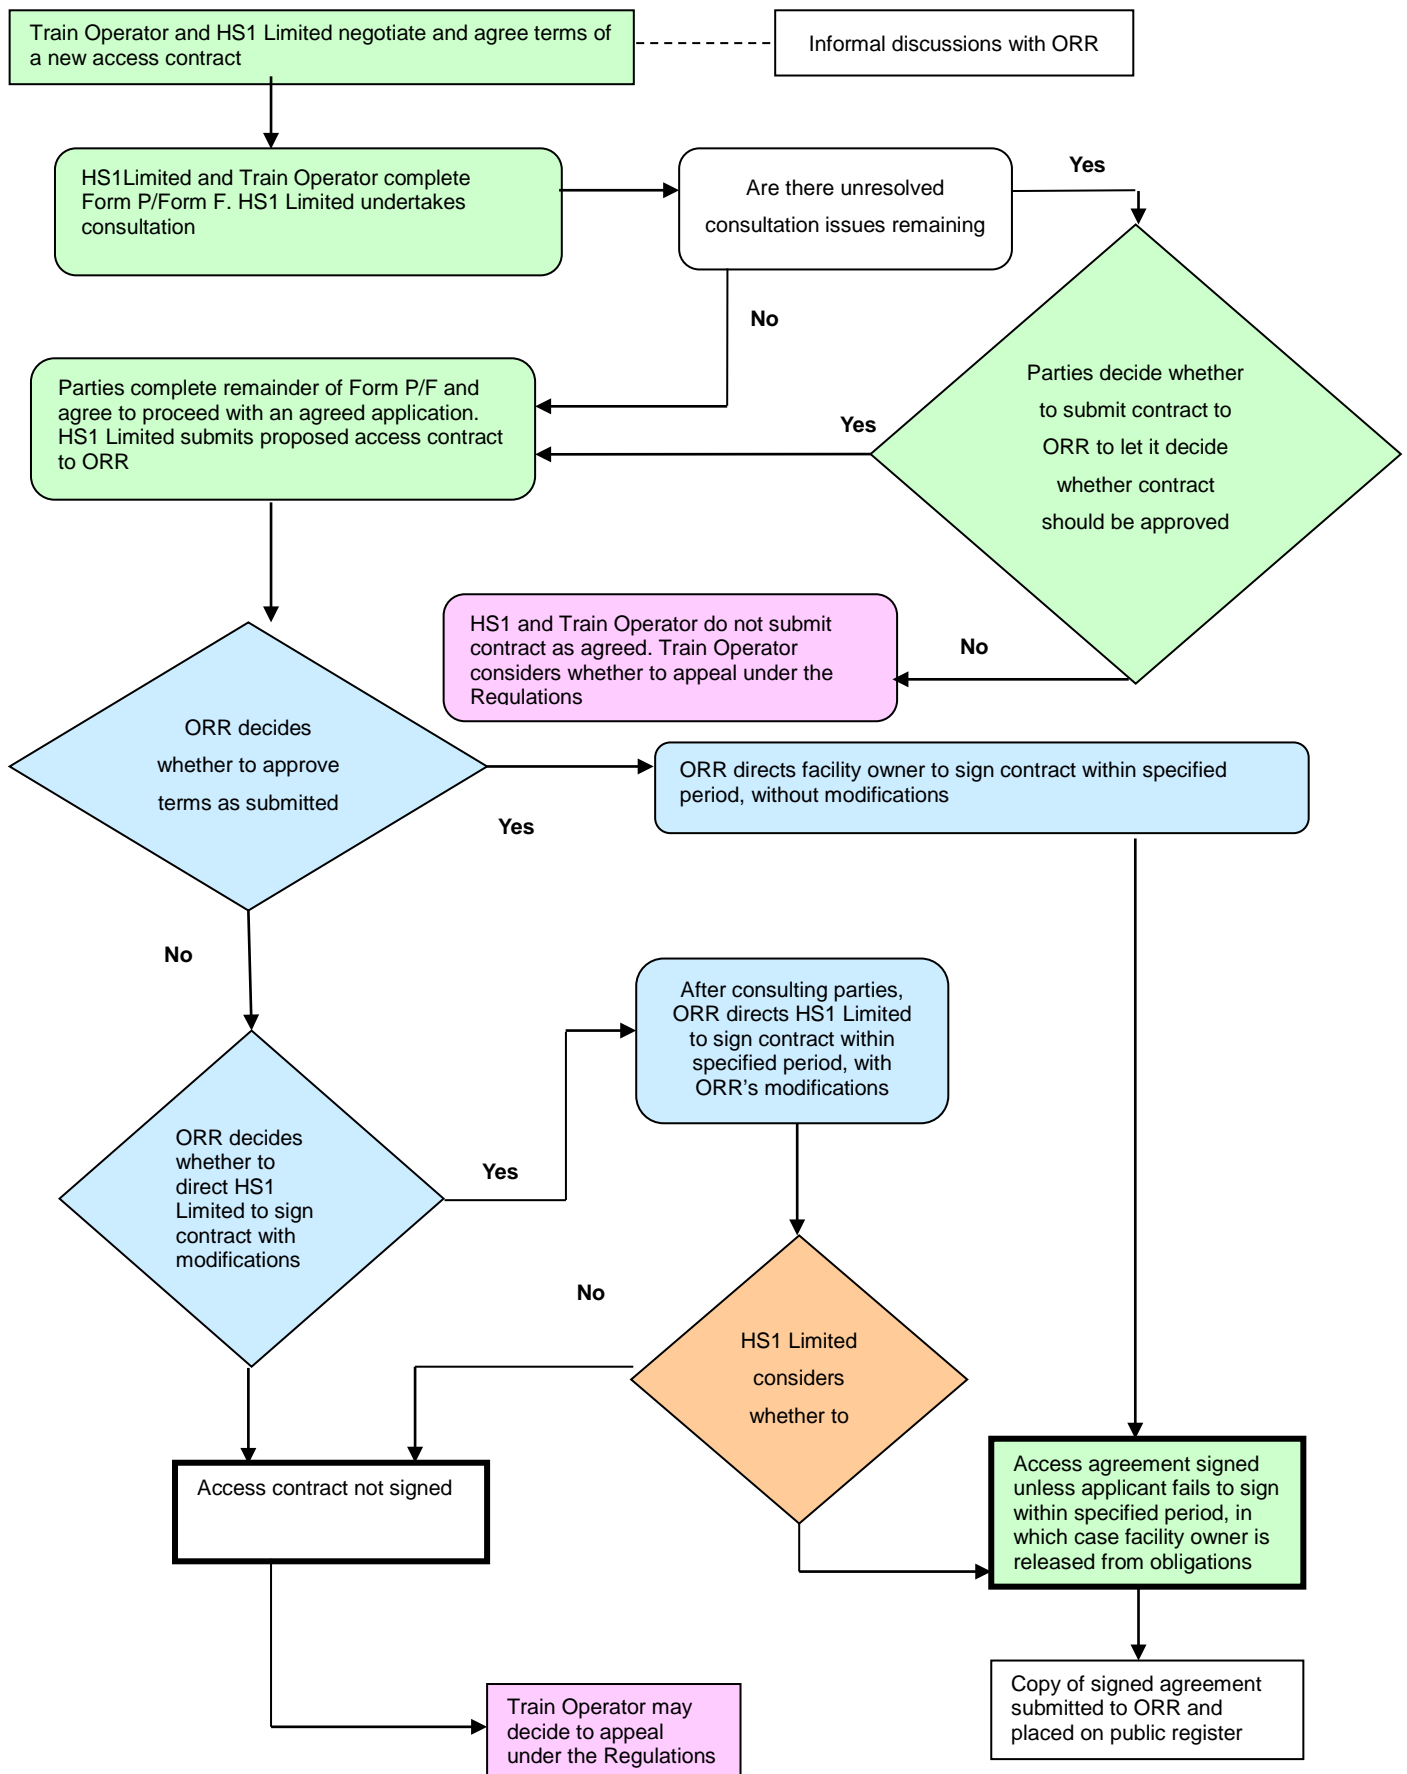 Train Operator and HS1 Limited negotiate and agree terms of
a new access contract
Informal discussions with ORR
HS1Limited and Train Operator complete
Form P/Form F. HS1 Limited undertakes
consultation
Are there unresolved
consultation issues remaining
Yes
No
Parties decide whether
to submit contract to
ORR to let it decide
whether contract
should be approved
Parties complete remainder of Form P/F and
agree to proceed with an agreed application.
HS1 Limited submits proposed access contract
to ORR
Yes
HS1 and Train Operator do not submit
contract as agreed. Train Operator
considers whether to appeal under the
Regulations
No
ORR decides
whether to approve
terms as submitted
Yes
ORR directs facility owner to sign contract within specified
period, without modifications
No
After consulting parties,
ORR directs HS1 Limited
to sign contract within
specified period, with
ORR’s modifications
ORR decides
whether to
direct HS1
Limited to sign
contract with
modifications
Yes
No
HS1 Limited
considers
whether to
Access contract not signed
Access agreement signed
unless applicant fails to sign
within specified period, in
which case facility owner is
released from obligations
Train Operator may
decide to appeal
under the Regulations
Copy of signed agreement
submitted to ORR and
placed on public register